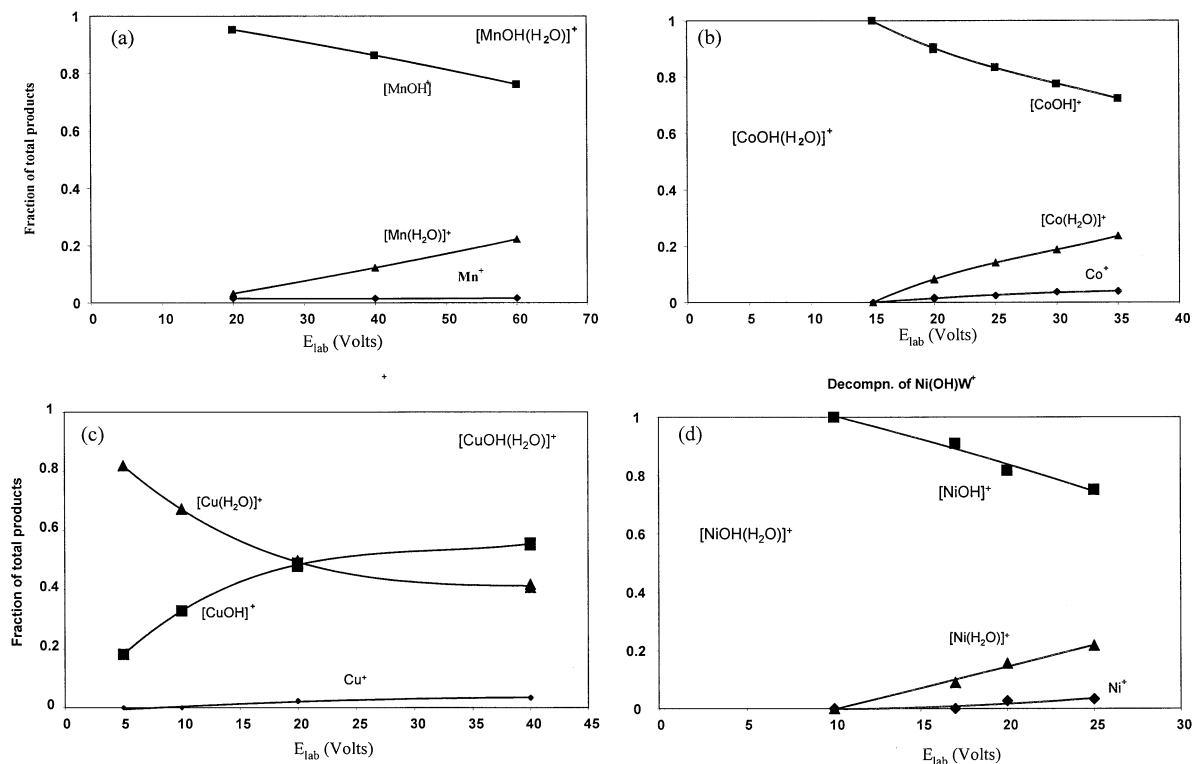 (a)
[MnOH(H₂O)]⁺
[MnOH]⁺
[Mn(H₂O)]⁺
Mn⁺
Fraction of total products
1
0.8
0.6
0.4
0.2
0
0 10 20 30 40 50 60 70
E_lab (Volts)
(b)
[CoOH(H₂O)]⁺
[CoOH]⁺
[Co(H₂O)]⁺
Co⁺
1
0.8
0.6
0.4
0.2
0
0 5 10 15 20 25 30 35 40
E_lab (Volts)
+
(c)
[CuOH(H₂O)]⁺
[Cu(H₂O)]⁺
[CuOH]⁺
Cu⁺
Fraction of total products
1
0.8
0.6
0.4
0.2
0
0 5 10 15 20 25 30 35 40 45
E_lab (Volts)
Decompn. of Ni(OH)W⁺
(d)
[NiOH]⁺
[NiOH(H₂O)]⁺
[Ni(H₂O)]⁺
Ni⁺
1
0.8
0.6
0.4
0.2
0
0 5 10 15 20 25 30
E_lab (Volts)